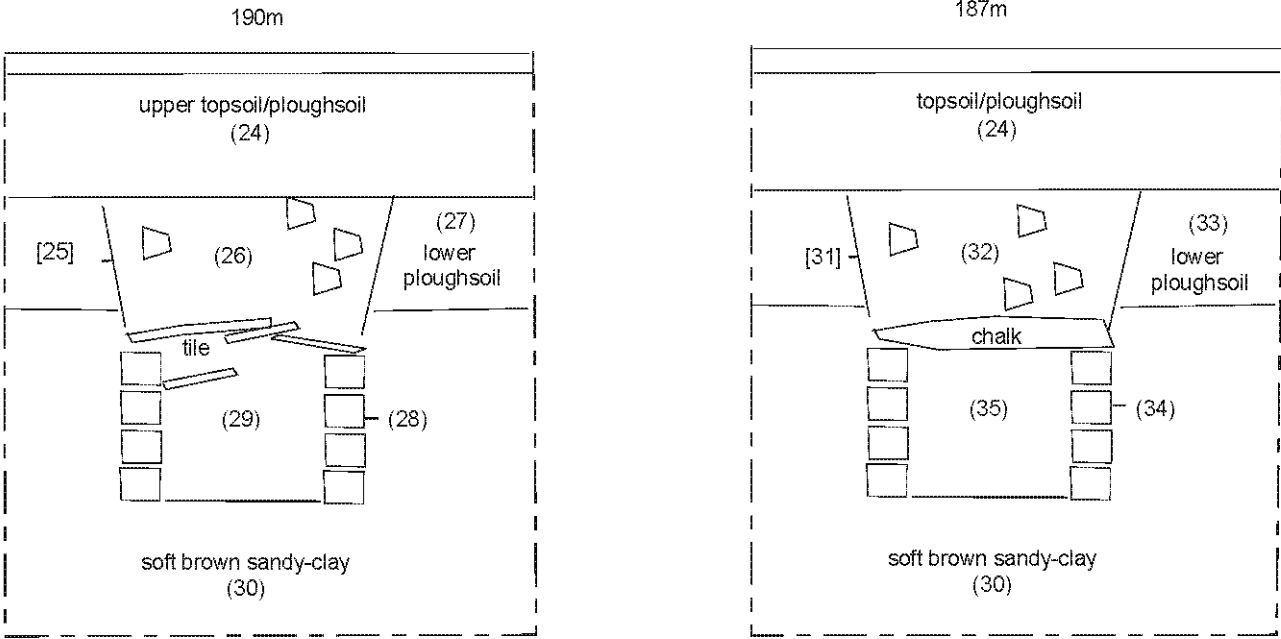 190m
upper topsoil/ploughsoil
(24)
[25]
(26)
(27)
lower
ploughsoil
tile
(29)
(28)
soft brown sandy-clay
(30)
187m
topsoil/ploughsoil
(24)
[31]
(32)
(33)
lower
ploughsoil
chalk
(35)
(34)
soft brown sandy-clay
(30)